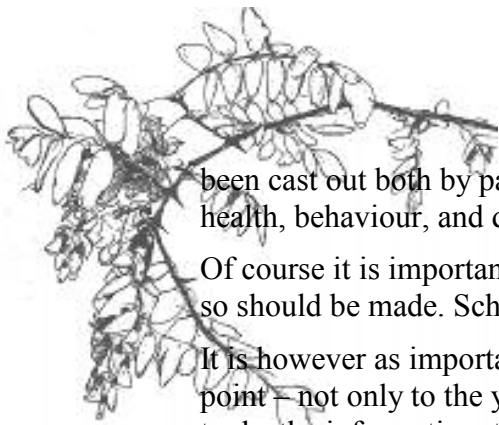 been cast out both by pa
health, behaviour, and
Of course it is importan
so should be made. Sch
It is however as importa
point – not only to the y